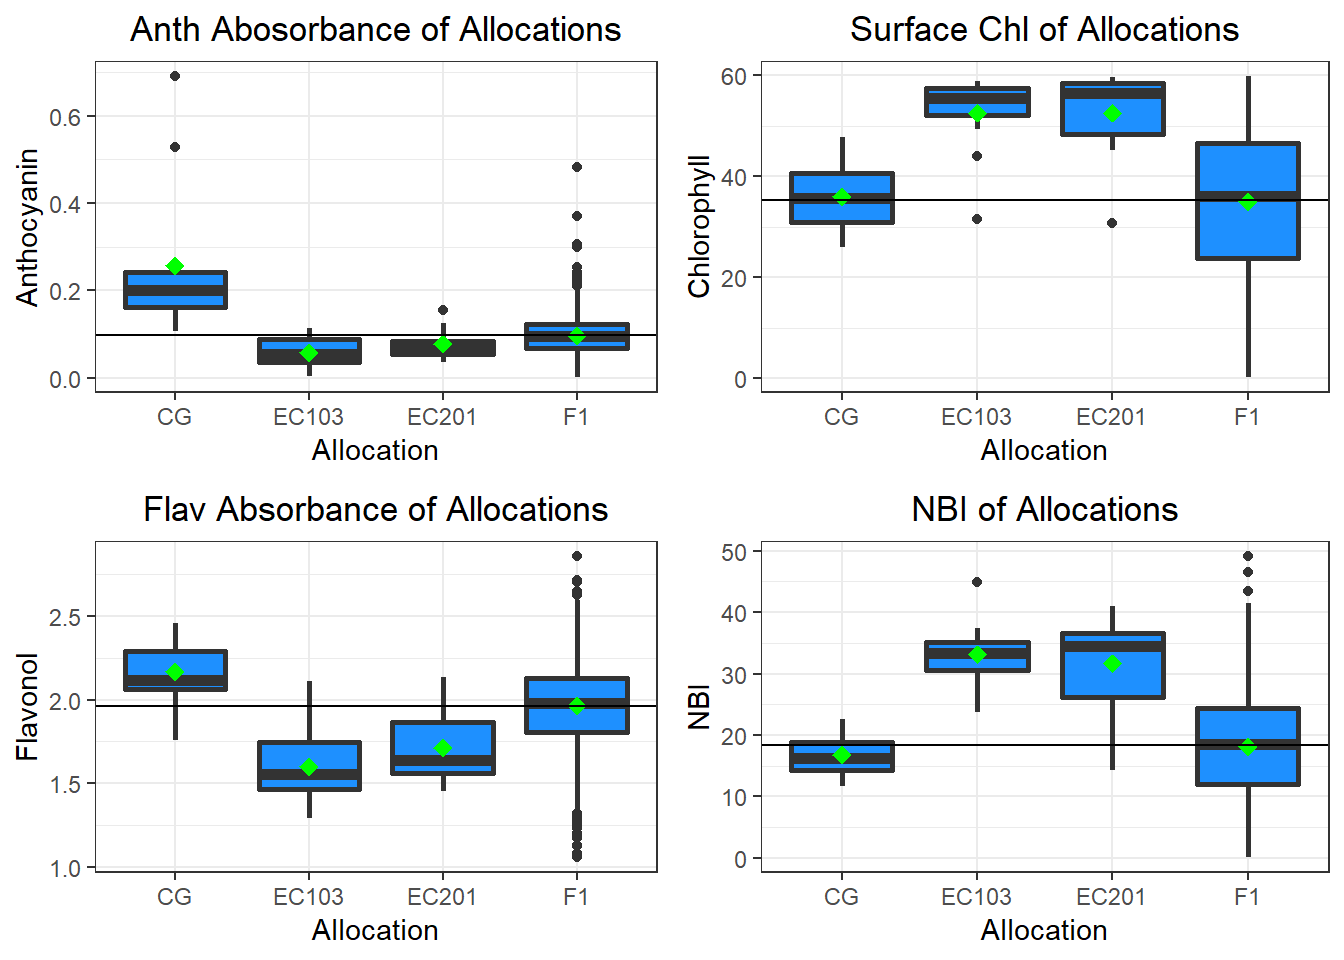 Anth Abosorbance of Allocations
Anthocyanin
0.6
0.4
0.2
0.0
CG EC103 EC201 F1
Allocation
Surface Chl of Allocations
Chlorophyll
60
40
20
0
CG EC103 EC201 F1
Allocation
Flav Absorbance of Allocations
Flavonol
2.5
2.0
1.5
1.0
CG EC103 EC201 F1
Allocation
NBI of Allocations
NBI
50
40
30
20
10
0
CG EC103 EC201 F1
Allocation